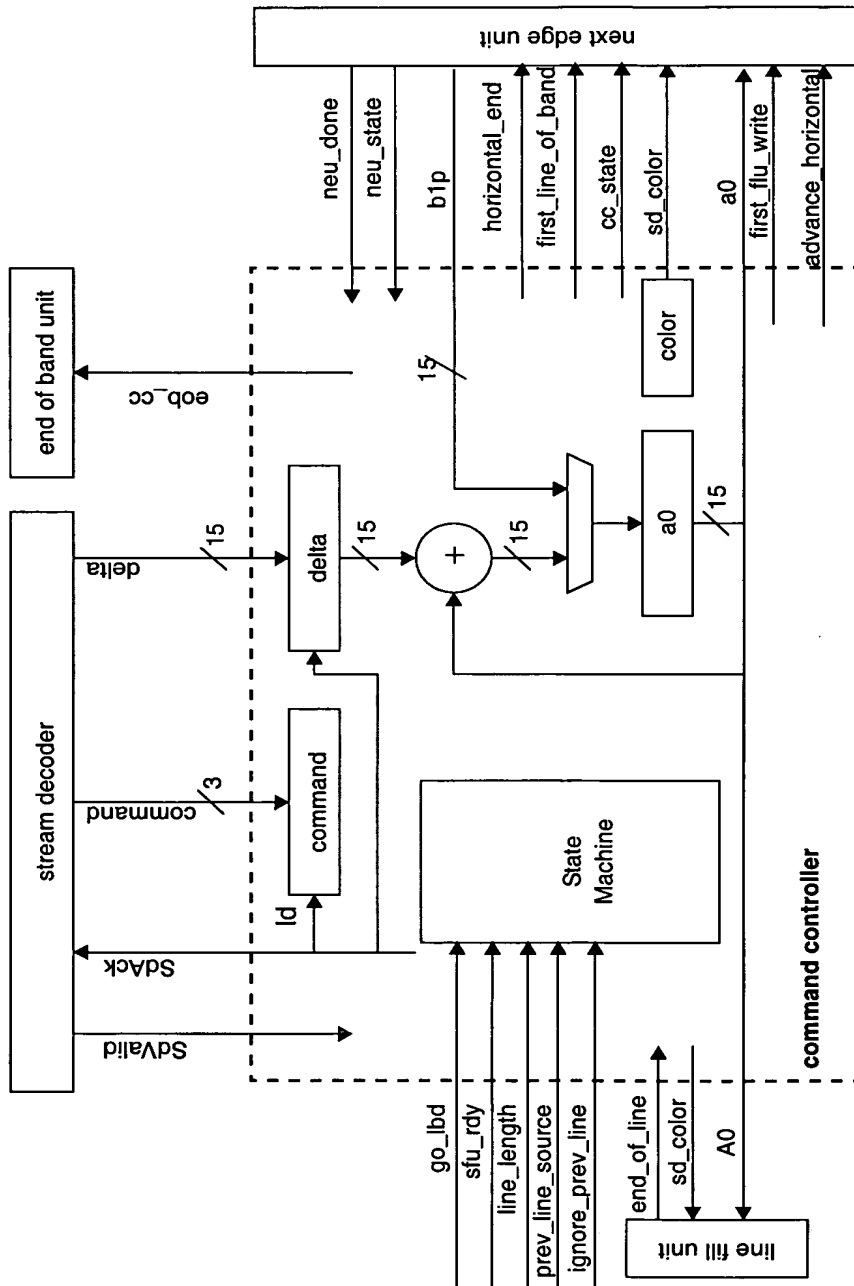 stream decoder
end of band unit
SdValid
SdAck
command
3
delta
15
eob_cc
neu_done
neu_state
b1p
horizontal_end
first_line_of_band
cc_state
sd_color
a0
first_flu_write
advance_horizontal
next edge unit
ld
command
delta
15
+
15
15
a0
15
color
State
Machine
go_lbd
sfu_rdy
line_length
prev_line_source
ignore_prev_line
end_of_line
sd_color
A0
line fill unit
command controller